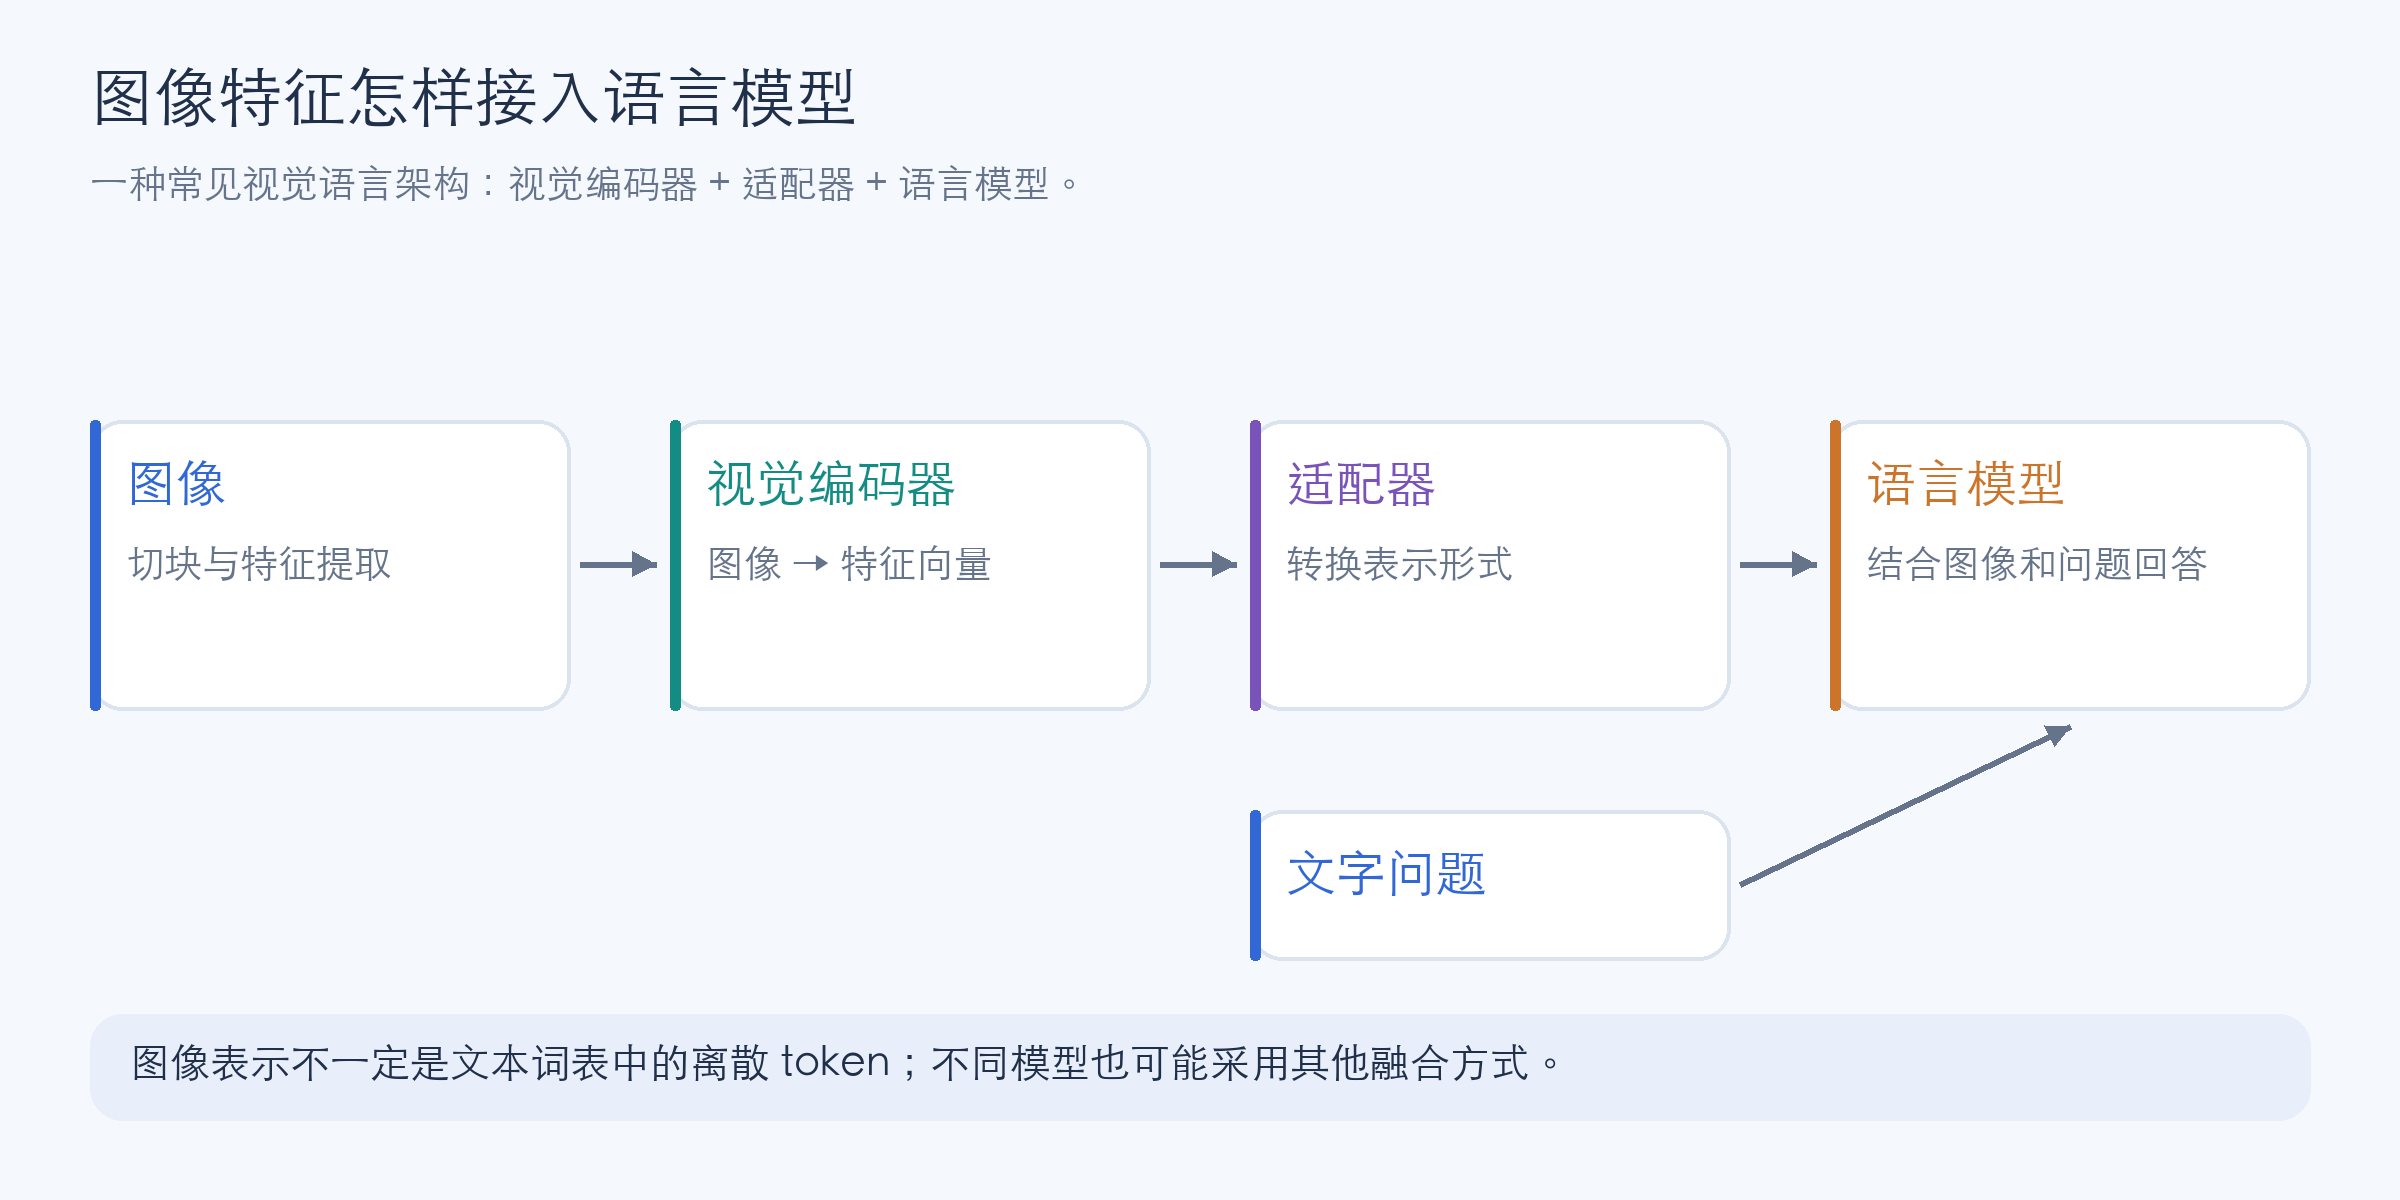 图像特征怎样接入语言模型
一种常见视觉语言架构：视觉编码器 + 适配器 + 语言模型。
图像
切块与特征提取
视觉编码器
图像 → 特征向量
适配器
转换表示形式
语言模型
结合图像和问题回答
文字问题
图像表示不一定是文本词表中的离散 token；不同模型也可能采用其他融合方式。